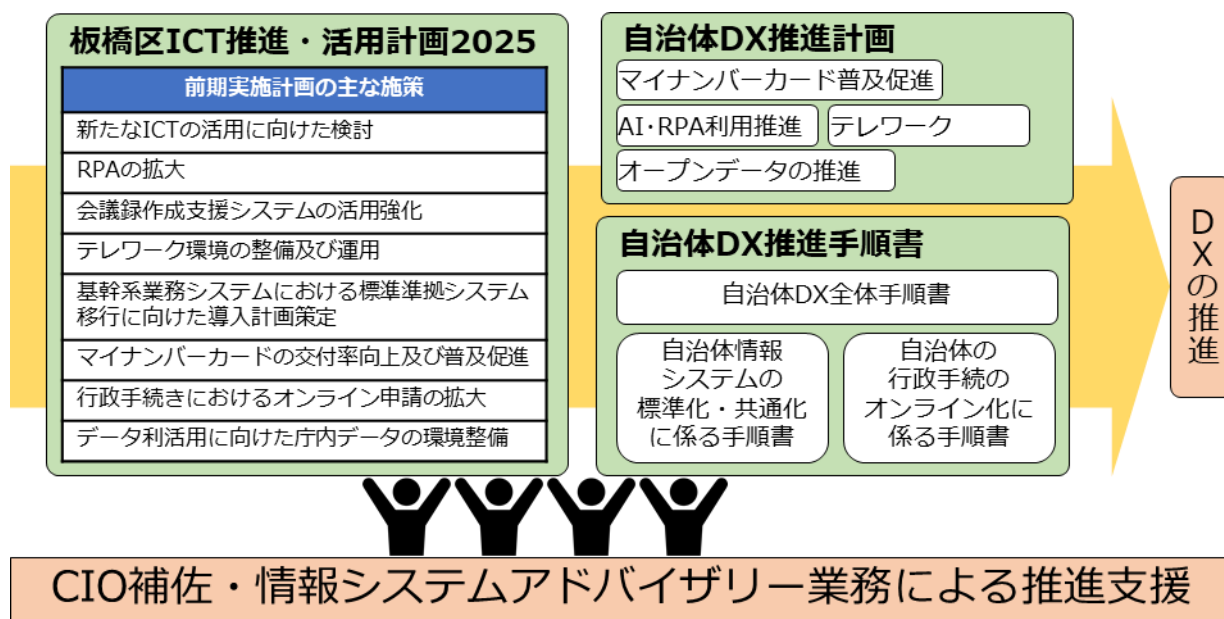 板橋区ICT推進・活用計画2025
前期実施計画の主な施策
新たなICTの活用に向けた検討
RPAの拡大
会議録作成支援システムの活用強化
テレワーク環境の整備及び運用
基幹系業務システムにおける標準準拠システム
移行に向けた導入計画策定
マイナンバーカードの交付率向上及び普及促進
行政手続きにおけるオンライン申請の拡大
データ利活用に向けた庁内データの環境整備
自治体DX推進計画
マイナンバーカード普及促進
AI・RPA利用推進
テレワーク
オープンデータの推進
自治体DX推進手順書
自治体DX全体手順書
自治体情報
システムの
標準化・共通化
に係る手順書
自治体の
行政手続の
オンライン化に
係る手順書
DXの推進
CIO補佐・情報システムアドバイザリー業務による推進支援